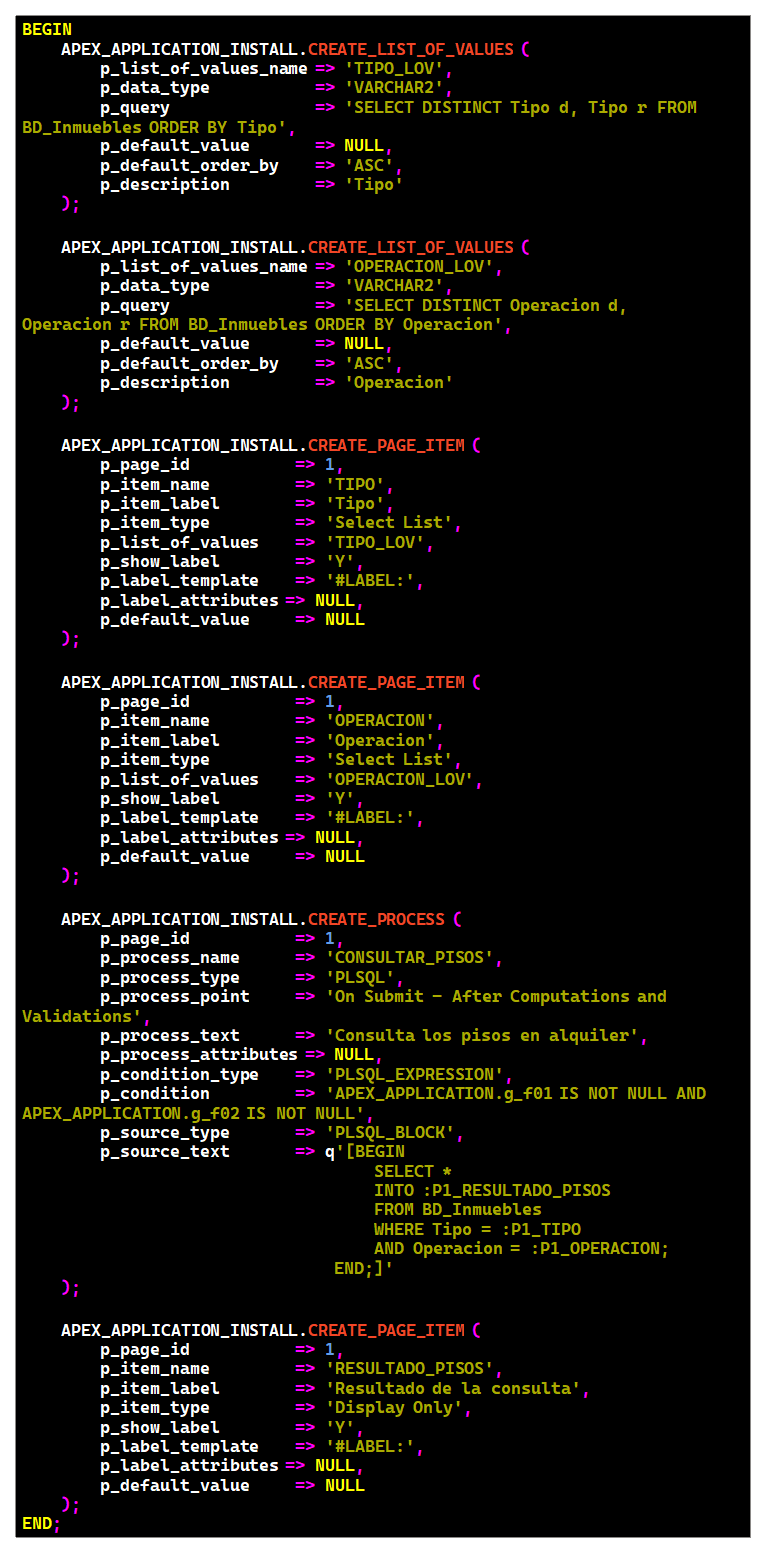 BEGIN
    APEX_APPLICATION_INSTALL.CREATE_LIST_OF_VALUES (
        p_list_of_values_name => 'TIPO_LOV',
        p_data_type           => 'VARCHAR2',
        p_query               => 'SELECT DISTINCT Tipo d, Tipo r FROM
BD_Inmuebles ORDER BY Tipo',
        p_default_value       => NULL,
        p_default_order_by    => 'ASC',
        p_description         => 'Tipo'
    );

    APEX_APPLICATION_INSTALL.CREATE_LIST_OF_VALUES (
        p_list_of_values_name => 'OPERACION_LOV',
        p_data_type           => 'VARCHAR2',
        p_query               => 'SELECT DISTINCT Operacion d,
Operacion r FROM BD_Inmuebles ORDER BY Operacion',
        p_default_value       => NULL,
        p_default_order_by    => 'ASC',
        p_description         => 'Operacion'
    );

    APEX_APPLICATION_INSTALL.CREATE_PAGE_ITEM (
        p_page_id           => 1,
        p_item_name         => 'TIPO',
        p_item_label        => 'Tipo',
        p_item_type         => 'Select List',
        p_list_of_values    => 'TIPO_LOV',
        p_show_label        => 'Y',
        p_label_template    => '#LABEL:',
        p_label_attributes => NULL,
        p_default_value     => NULL
    );

    APEX_APPLICATION_INSTALL.CREATE_PAGE_ITEM (
        p_page_id           => 1,
        p_item_name         => 'OPERACION',
        p_item_label        => 'Operacion',
        p_item_type         => 'Select List',
        p_list_of_values    => 'OPERACION_LOV',
        p_show_label        => 'Y',
        p_label_template    => '#LABEL:',
        p_label_attributes => NULL,
        p_default_value     => NULL
    );

    APEX_APPLICATION_INSTALL.CREATE_PROCESS (
        p_page_id           => 1,
        p_process_name      => 'CONSULTAR_PISOS',
        p_process_type      => 'PLSQL',
        p_process_point     => 'On Submit - After Computations and
Validations',
        p_process_text      => 'Consulta los pisos en alquiler',
        p_process_attributes => NULL,
        p_condition_type    => 'PLSQL_EXPRESSION',
        p_condition         => 'APEX_APPLICATION.g_f01 IS NOT NULL AND
APEX_APPLICATION.g_f02 IS NOT NULL',
        p_source_type       => 'PLSQL_BLOCK',
        p_source_text       => q'[BEGIN
                                    SELECT *
                                    INTO :P1_RESULTADO_PISOS
                                    FROM BD_Inmuebles
                                    WHERE Tipo = :P1_TIPO
                                    AND Operacion = :P1_OPERACION;
                                END;]'
    );

    APEX_APPLICATION_INSTALL.CREATE_PAGE_ITEM (
        p_page_id           => 1,
        p_item_name         => 'RESULTADO_PISOS',
        p_item_label        => 'Resultado de la consulta',
        p_item_type         => 'Display Only',
        p_show_label        => 'Y',
        p_label_template    => '#LABEL:',
        p_label_attributes => NULL,
        p_default_value     => NULL
    );
END;